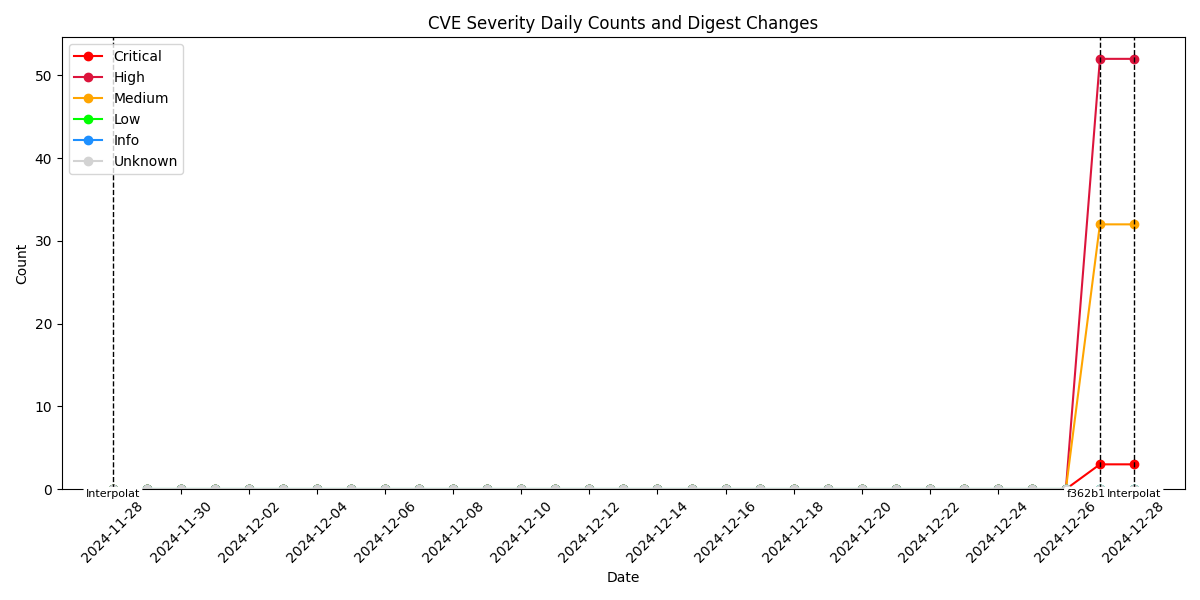 CVE Severity Daily Counts and Digest Changes
Critical
High
Medium
Low
Info
Unknown
Count
50
40
30
20
10
0
Interpolat
f362b1
Interpolat
2024-11-28
2024-11-30
2024-12-02
2024-12-04
2024-12-06
2024-12-08
2024-12-10
2024-12-12
2024-12-14
2024-12-16
2024-12-18
2024-12-20
2024-12-22
2024-12-24
2024-12-26
2024-12-28
Date